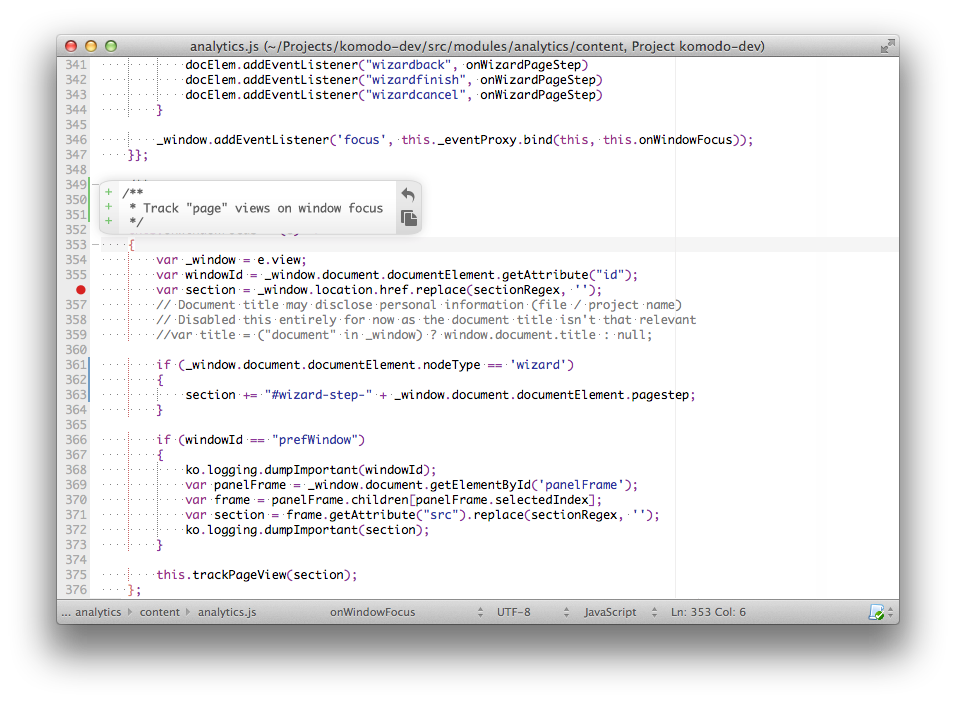 analytics.js (~/Projects/komodo-dev/src/modules/analytics/content, Project komodo-dev)
341 docElem.addEventListener("wizardback", onWizardPageStep)
342 docElem.addEventListener("wizardfinish", onWizardPageStep)
343 docElem.addEventListener("wizardcancel", onWizardPageStep)
344 }
345
346 _window.addEventListener('focus', this._eventProxy.bind(this, this.onWindowFocus));
347 }};
348
349
350
351
+ /**
+ * Track "page" views on window focus
+ */
352
353 {
354 var _window = e.view;
355 var windowId = _window.document.documentElement.getAttribute("id");
var section = _window.location.href.replace(sectionRegex, '');
357 // Document title may disclose personal information (file / project name)
358 // Disabled this entirely for now as the document title isn't that relevant
359 //var title = ("document" in _window) ? window.document.title : null;
360
361 if (_window.document.documentElement.nodeType == 'wizard')
362 {
363 section += "#wizard-step-" + _window.document.documentElement.pagestep;
364 }
365
366 if (windowId == "prefWindow")
367 {
368 ko.logging.dumpImportant(windowId);
369 var panelFrame = _window.document.getElementById('panelFrame');
370 var frame = panelFrame.children[panelFrame.selectedIndex];
371 var section = frame.getAttribute("src").replace(sectionRegex, '');
372 ko.logging.dumpImportant(section);
373 }
374
375 this.trackPageView(section);
376 };
... analytics content analytics.js onWindowFocus UTF-8 JavaScript Ln: 353 Col: 6